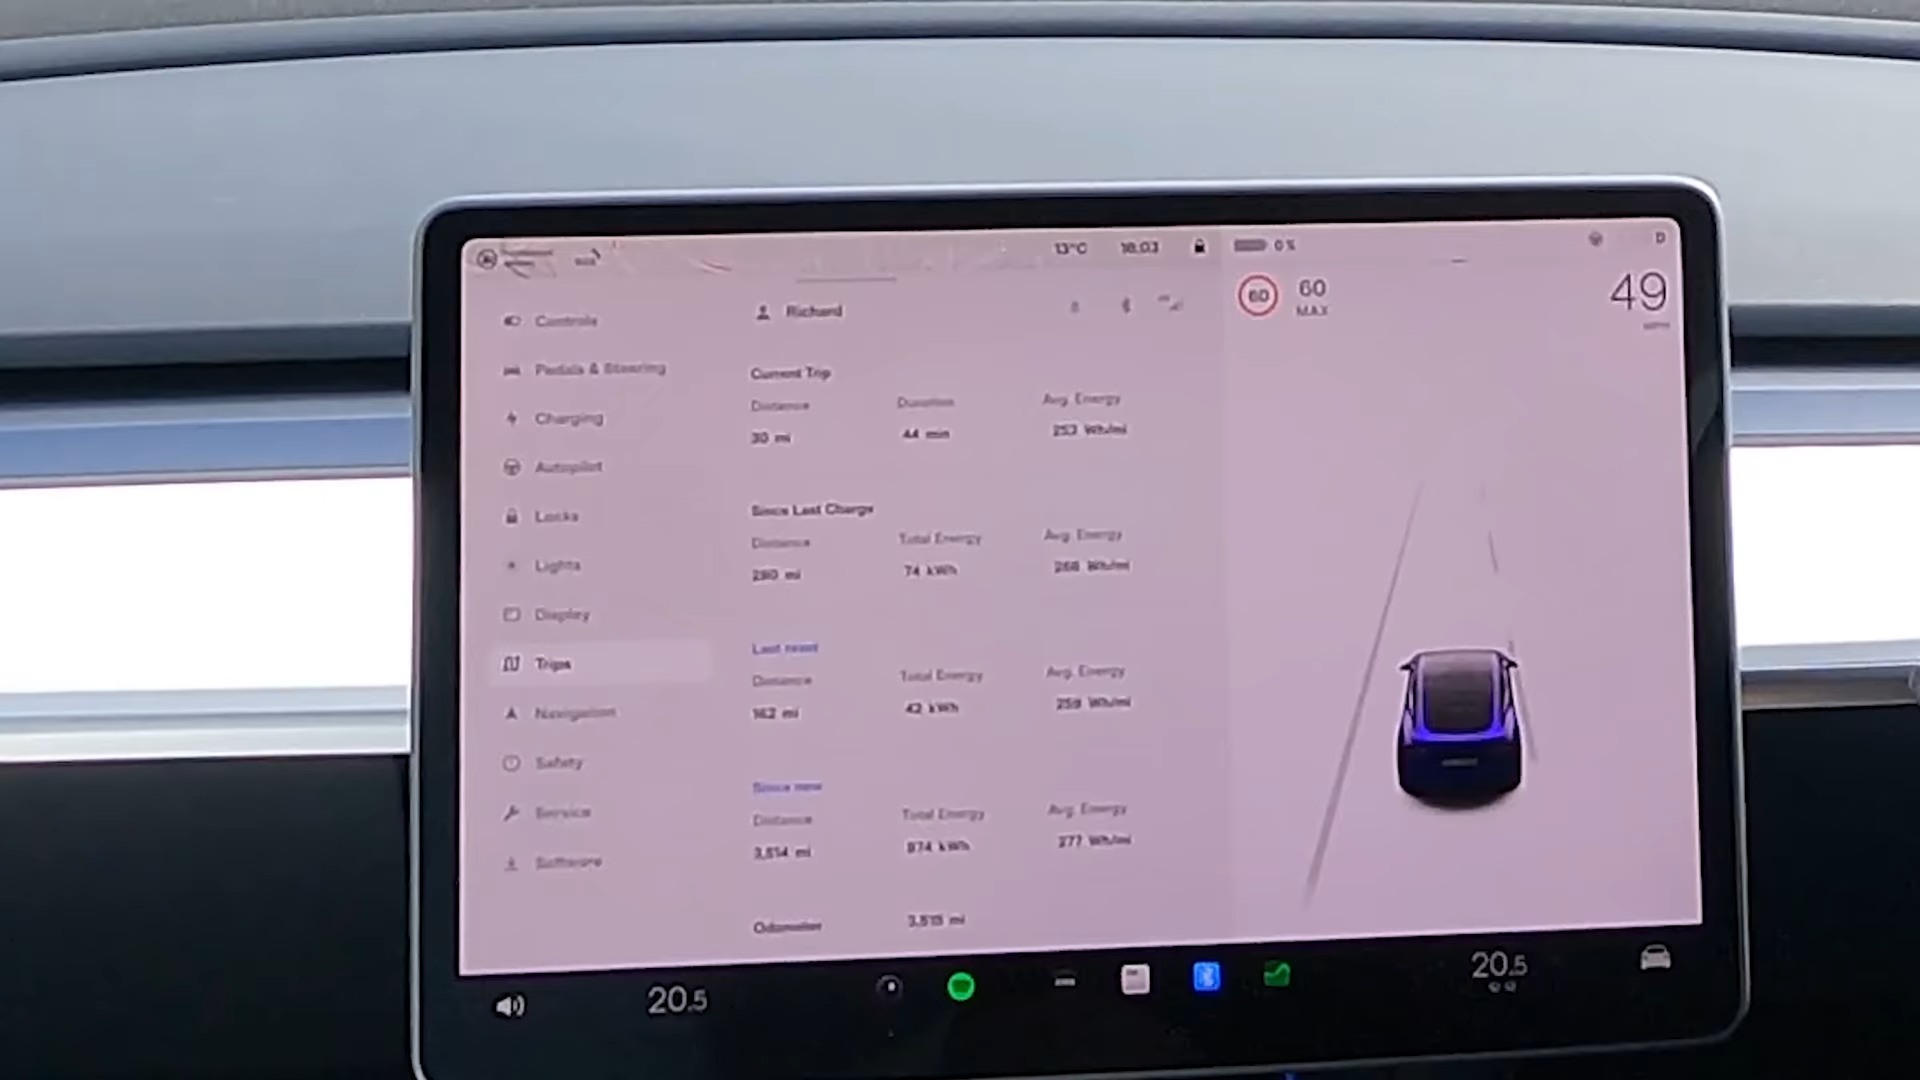 13°C 18:03 0 %
60 60 MAX
49
D
Richard
Controls
Pedals & Steering
Charging
Autopilot
Locks
Lights
Display
Trips
Navigation
Safety
Service
Software
Current Trip
Distance Duration Avg. Energy
30 mi 44 min 253 Wh/mi
Since Last Charge
Distance Total Energy Avg. Energy
280 mi 74 kWh Wh/mi
Last reset
Distance Total Energy Avg. Energy
162 mi 42 kWh 259 Wh/mi
Since new
Distance Total Energy Avg. Energy
3,514 mi 974 kWh 277 Wh/mi
Odometer 3,515 mi
20.5 20.5